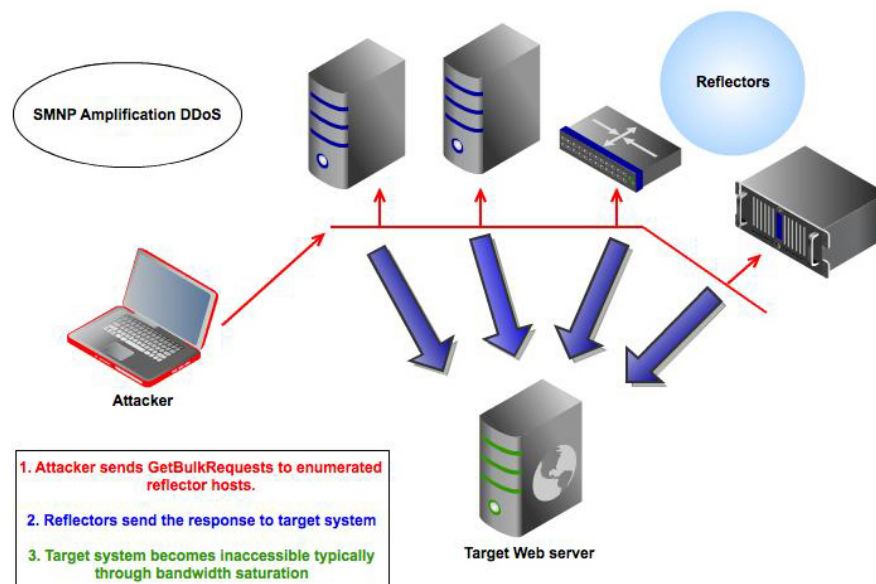 SMNP Amplification DDoS
Reflectors
Attacker
1. Attacker sends GetBulkRequests to enumerated
reflector hosts.
2. Reflectors send the response to target system
3. Target system becomes inaccessible typically
through bandwidth saturation
Target Web server